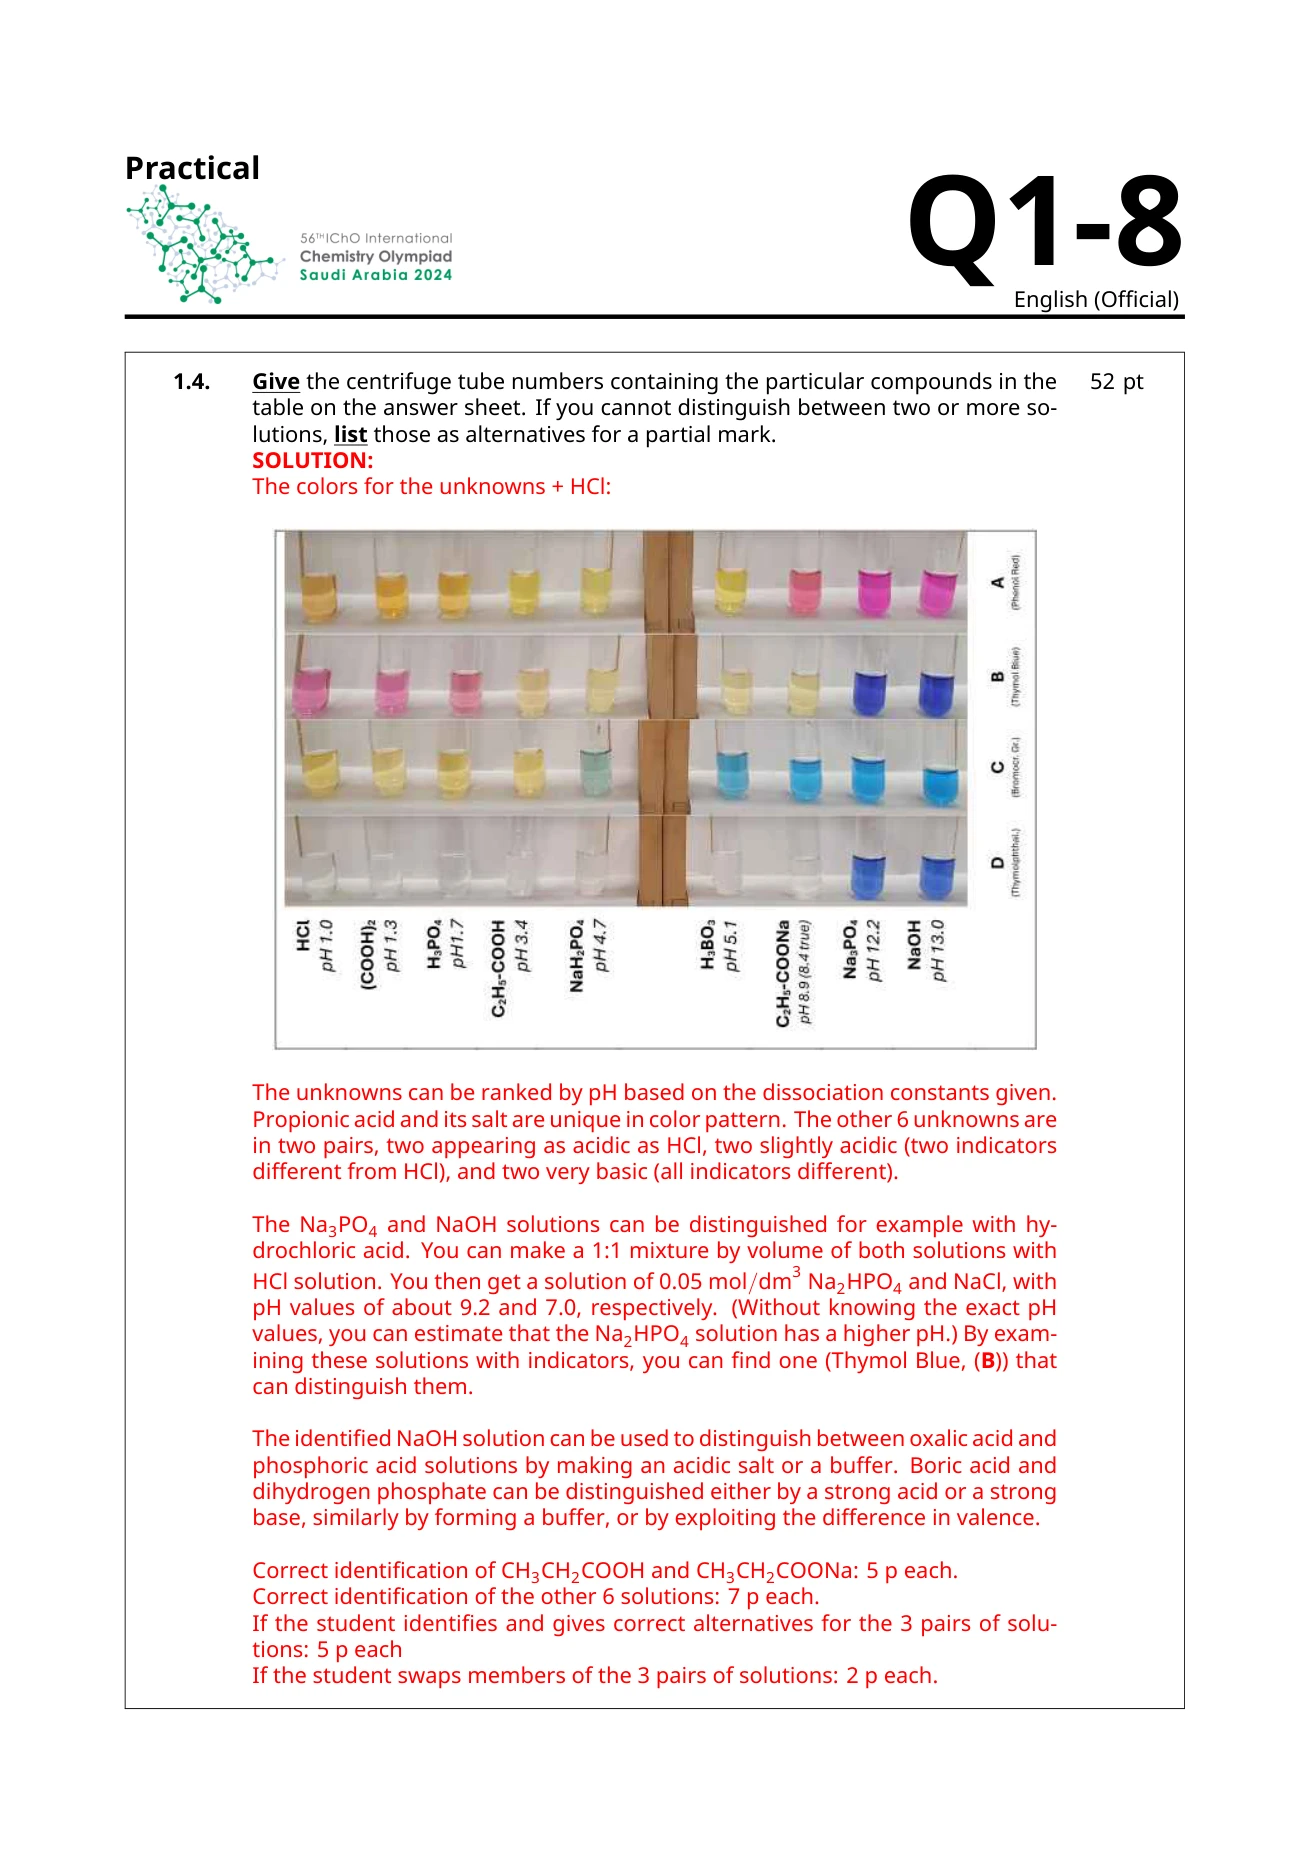 Practical
56ᵀᴴ IChO International
Chemistry Olympiad
Saudi Arabia 2024
Q1-8
English (Official)
1.4. Give the centrifuge tube numbers containing the particular compounds in the 52 pt
table on the answer sheet. If you cannot distinguish between two or more so-
lutions, list those as alternatives for a partial mark.
SOLUTION:
The colors for the unknowns + HCl:
A
(Phenol Red)
B
(Thymol Blue)
C
(Bromocr. Gr.)
D
(Thymolphthal.)
HCl
pH 1.0
(COOH)₂
pH 1.3
H₃PO₄
pH1.7
C₂H₅-COOH
pH 3.4
NaH₂PO₄
pH 4.7
H₃BO₃
pH 5.1
C₂H₅-COONa
pH 8.9 (8.4 true)
Na₃PO₄
pH 12.2
NaOH
pH 13.0
The unknowns can be ranked by pH based on the dissociation constants given.
Propionic acid and its salt are unique in color pattern. The other 6 unknowns are
in two pairs, two appearing as acidic as HCl, two slightly acidic (two indicators
different from HCl), and two very basic (all indicators different).
The Na₃PO₄ and NaOH solutions can be distinguished for example with hy-
drochloric acid. You can make a 1:1 mixture by volume of both solutions with
HCl solution. You then get a solution of 0.05 mol/dm³ Na₂HPO₄ and NaCl, with
pH values of about 9.2 and 7.0, respectively. (Without knowing the exact pH
values, you can estimate that the Na₂HPO₄ solution has a higher pH.) By exam-
ining these solutions with indicators, you can find one (Thymol Blue, (B)) that
can distinguish them.
The identified NaOH solution can be used to distinguish between oxalic acid and
phosphoric acid solutions by making an acidic salt or a buffer. Boric acid and
dihydrogen phosphate can be distinguished either by a strong acid or a strong
base, similarly by forming a buffer, or by exploiting the difference in valence.
Correct identification of CH₃CH₂COOH and CH₃CH₂COONa: 5 p each.
Correct identification of the other 6 solutions: 7 p each.
If the student identifies and gives correct alternatives for the 3 pairs of solu-
tions: 5 p each
If the student swaps members of the 3 pairs of solutions: 2 p each.